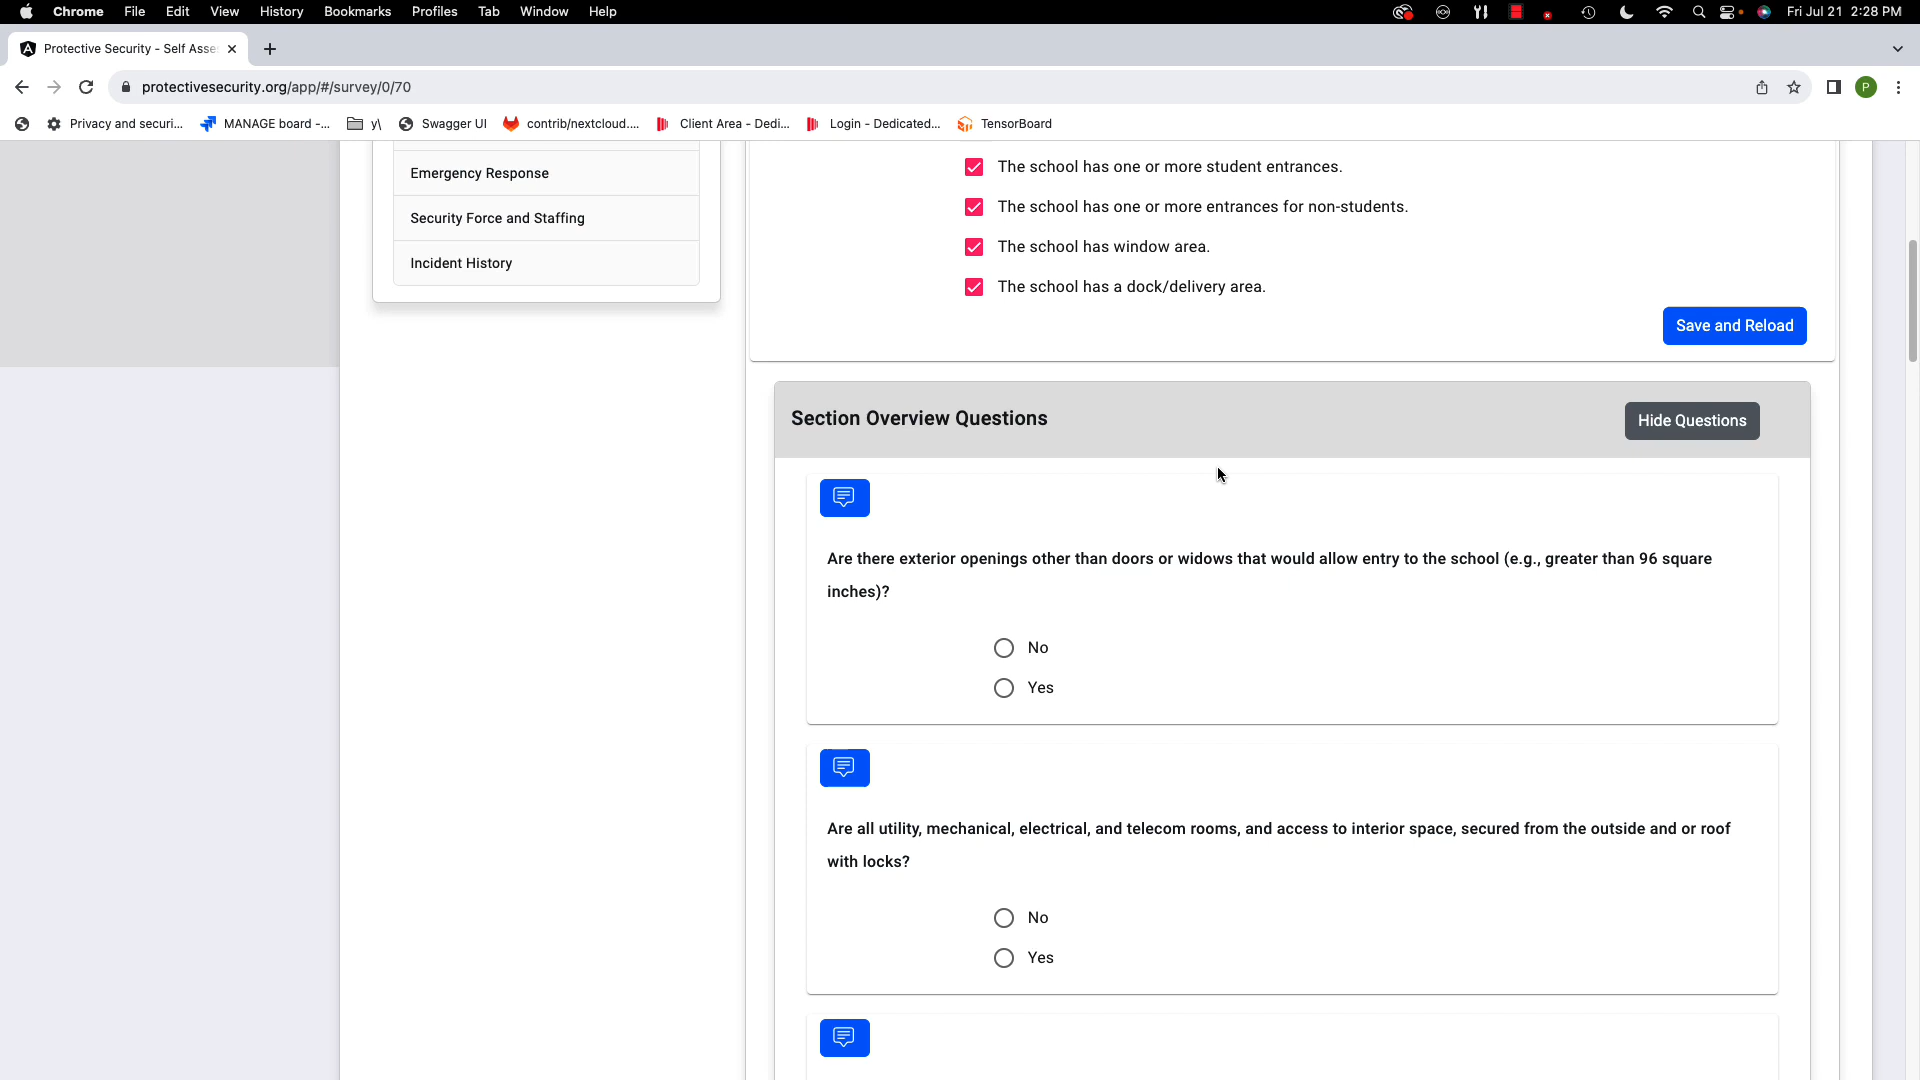 Chrome File Edit View History Bookmarks Profiles Tab Window Help Fri Jul 21 2:28 PM
Protective Security - Self Asse
protectivesecurity.org/app/#/survey/0/70 P
Privacy and securi... MANAGE board -... y\ Swagger UI contrib/nextcloud.... Client Area - Dedi... Login - Dedicated... TensorBoard
Emergency Response
Security Force and Staffing
Incident History
The school has one or more student entrances.
The school has one or more entrances for non-students.
The school has window area.
The school has a dock/delivery area.
Save and Reload
Section Overview Questions
Hide Questions
Are there exterior openings other than doors or widows that would allow entry to the school (e.g., greater than 96 square
inches)?
No
Yes
Are all utility, mechanical, electrical, and telecom rooms, and access to interior space, secured from the outside and or roof
with locks?
No
Yes